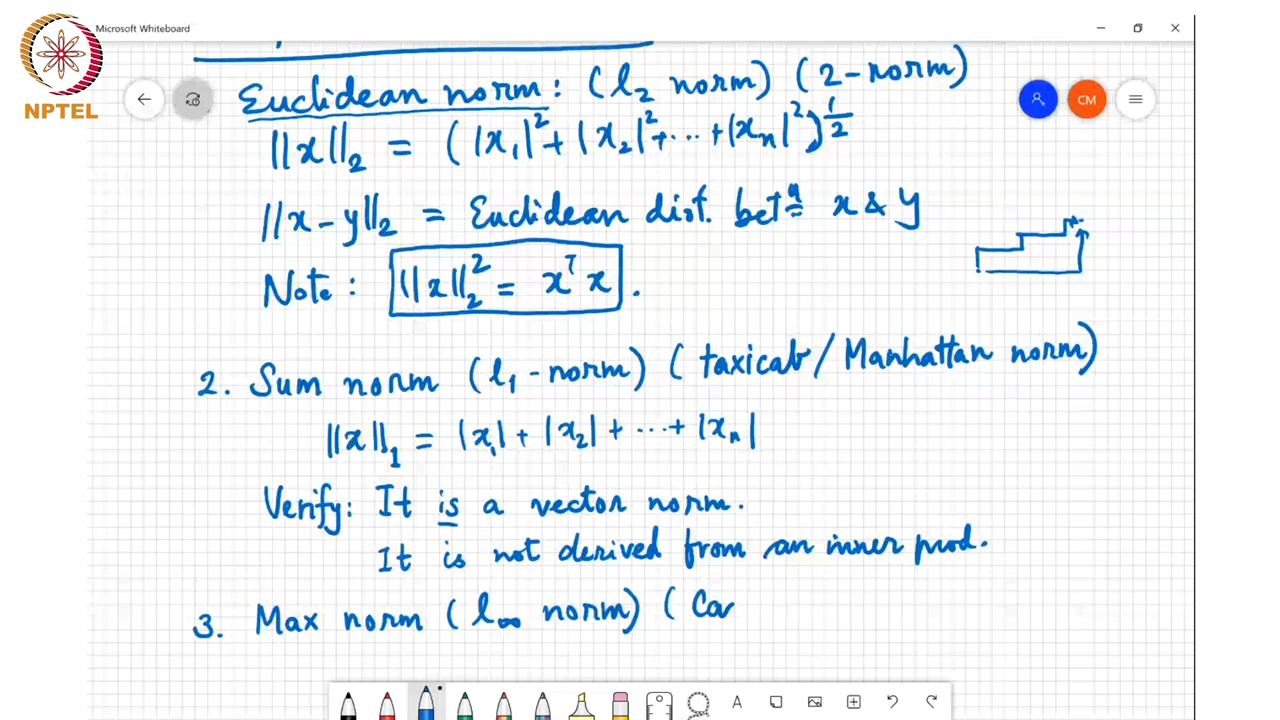 Microsoft Whiteboard
NPTEL
CM
Euclidean norm: (l₂ norm) (2-norm)
||x||₂ = (|x₁|² + |x₂|² + ... + |xₙ|²)^½
||x-y||₂ = Euclidean dist. betⁿ x & y
Note: ||x||₂² = xᵀx.
2. Sum norm (l₁-norm) (taxicab/Manhattan norm)
||x||₁ = |x₁| + |x₂| + ... + |xₙ|
Verify: It is a vector norm.
It is not derived from an inner prod.
3. Max norm (l∞ norm) (Car
A